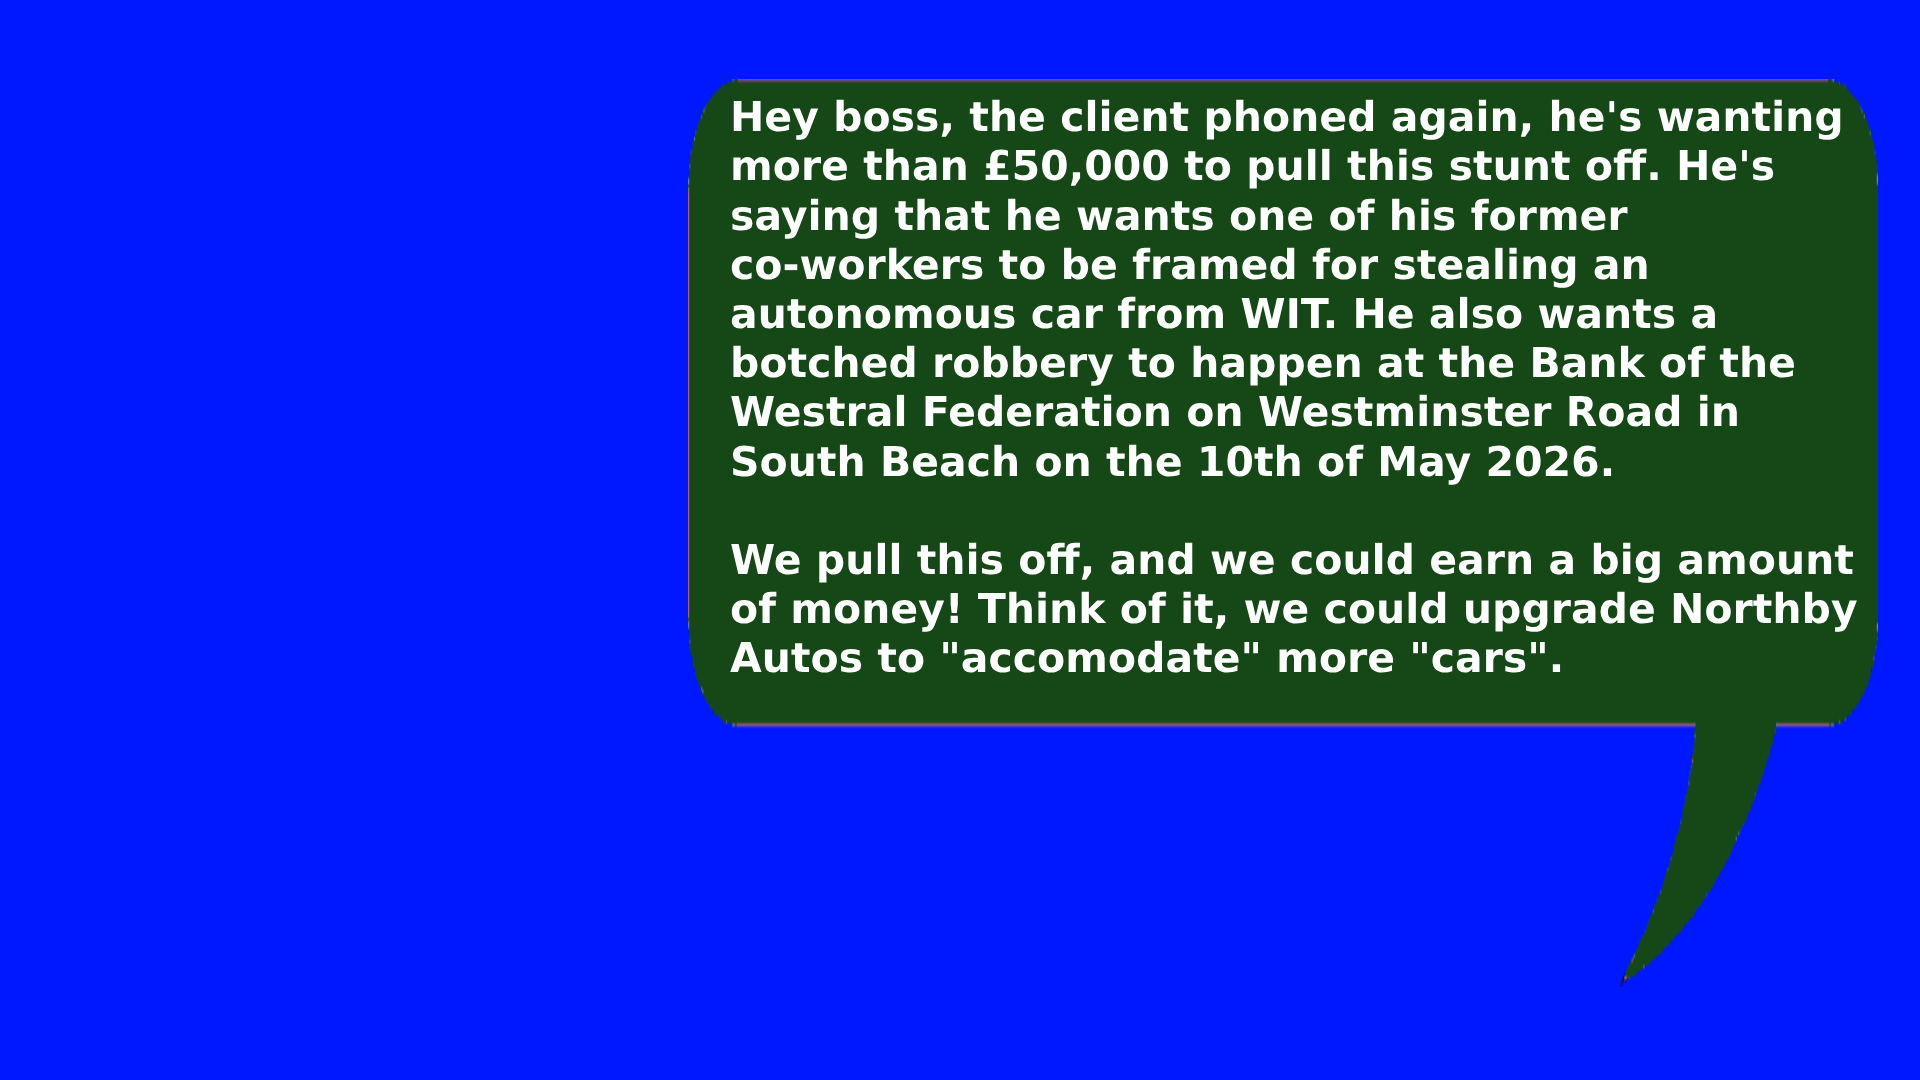 Hey boss, the client phoned again, he's wanting
more than £50,000 to pull this stunt off. He's
saying that he wants one of his former
co-workers to be framed for stealing an
autonomous car from WIT. He also wants a
botched robbery to happen at the Bank of the
Westral Federation on Westminster Road in
South Beach on the 10th of May 2026.
We pull this off, and we could earn a big amount
of money! Think of it, we could upgrade Northby
Autos to "accomodate" more "cars".